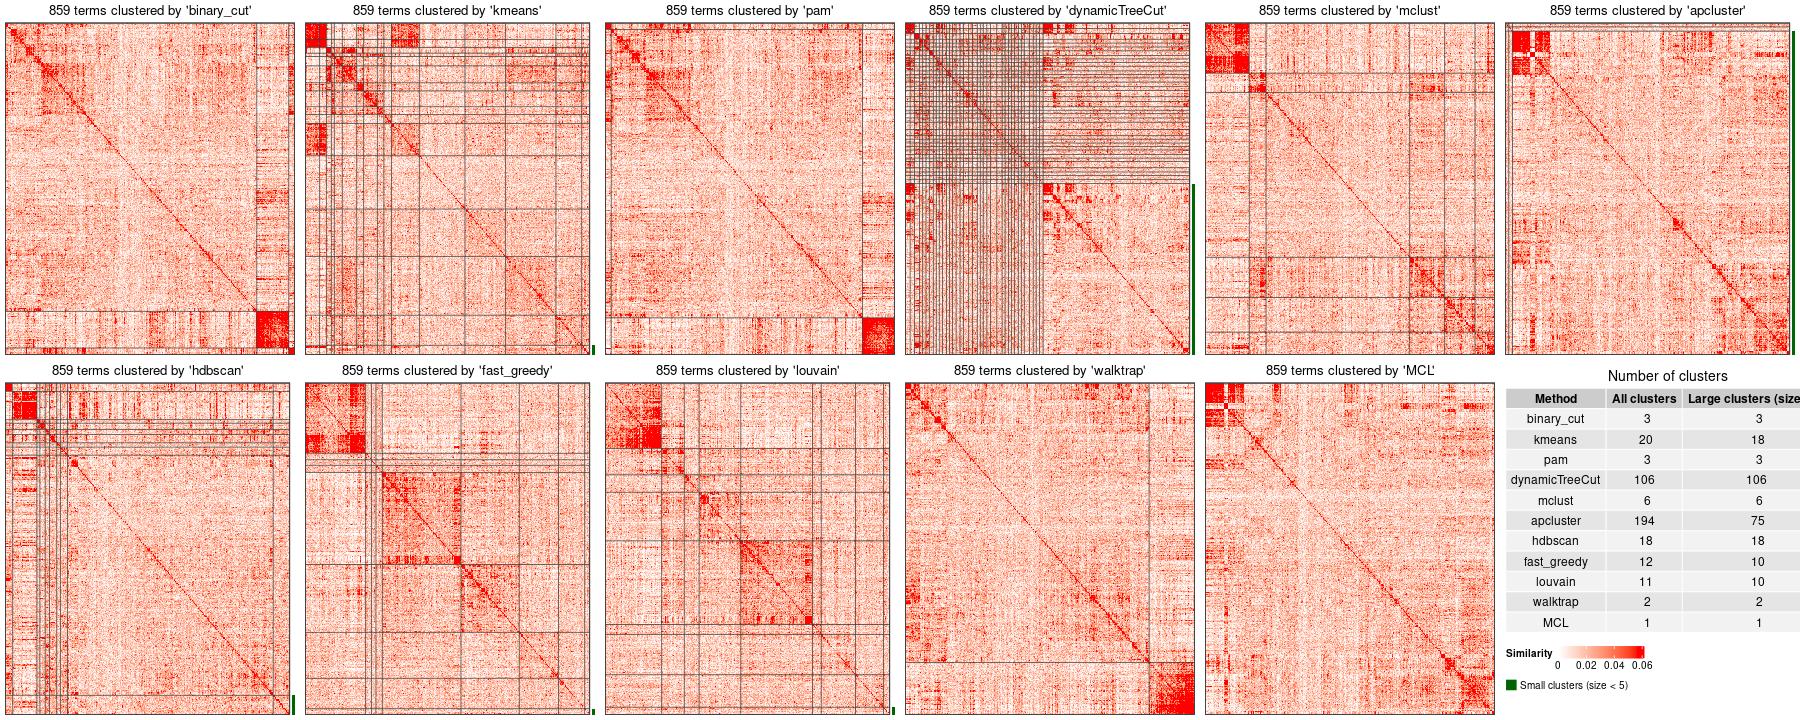 859 terms clustered by 'binary_cut'
859 terms clustered by 'kmeans'
859 terms clustered by 'pam'
859 terms clustered by 'dynamicTreeCut'
859 terms clustered by 'mclust'
859 terms clustered by 'apcluster'
859 terms clustered by 'hdbscan'
859 terms clustered by 'fast_greedy'
859 terms clustered by 'louvain'
859 terms clustered by 'walktrap'
859 terms clustered by 'MCL'
Number of clusters
Method All clusters Large clusters (size
binary_cut 3 3
kmeans 20 18
pam 3 3
dynamicTreeCut 106 106
mclust 6 6
apcluster 194 75
hdbscan 18 18
fast_greedy 12 10
louvain 11 10
walktrap 2 2
MCL 1 1
Similarity
0 0.02 0.04 0.06
Small clusters (size < 5)